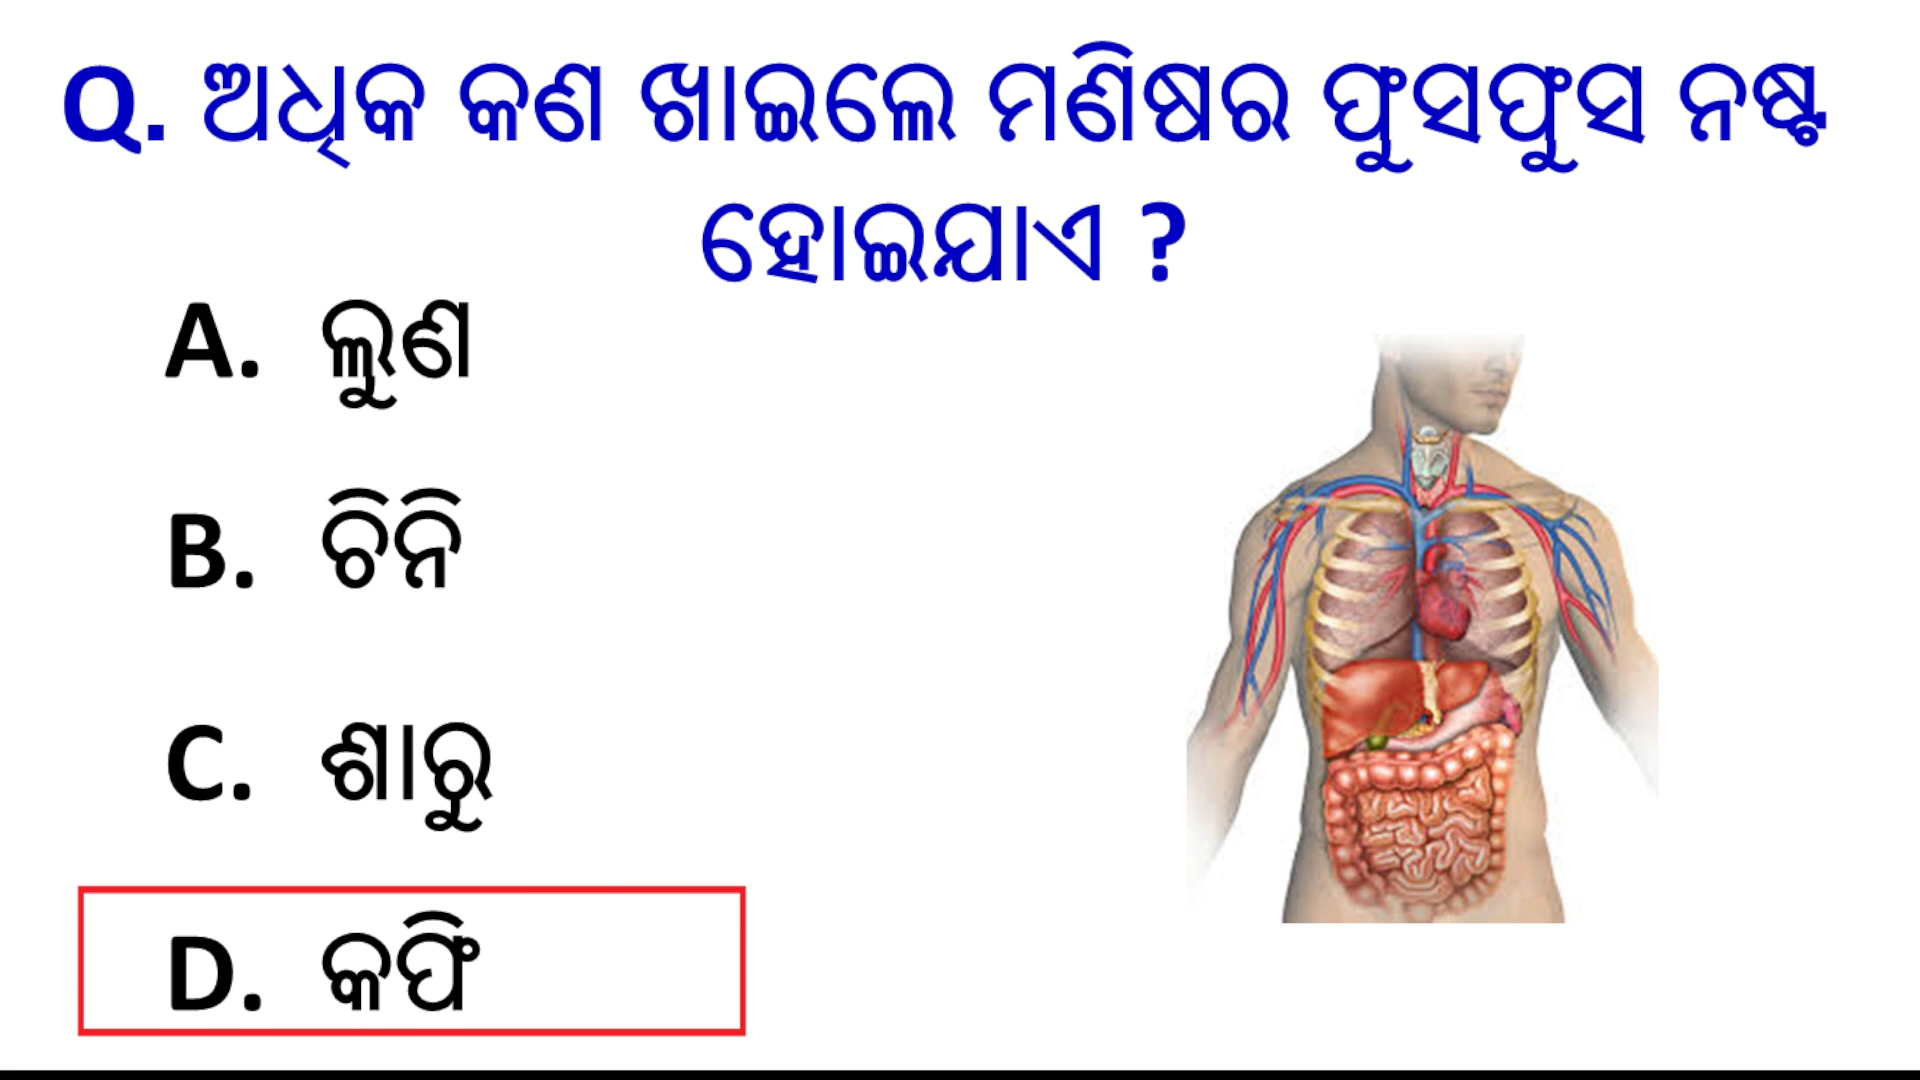 Q. ଅଧିକ କଣ ଖାଇଲେ ମଣିଷର ଫୁସଫୁସ ନଷ୍ଟ
ହୋଇଯାଏ ?
A. ଲୁଣ
B. ଚିନି
C. ଶାରୁ
D. କଫି